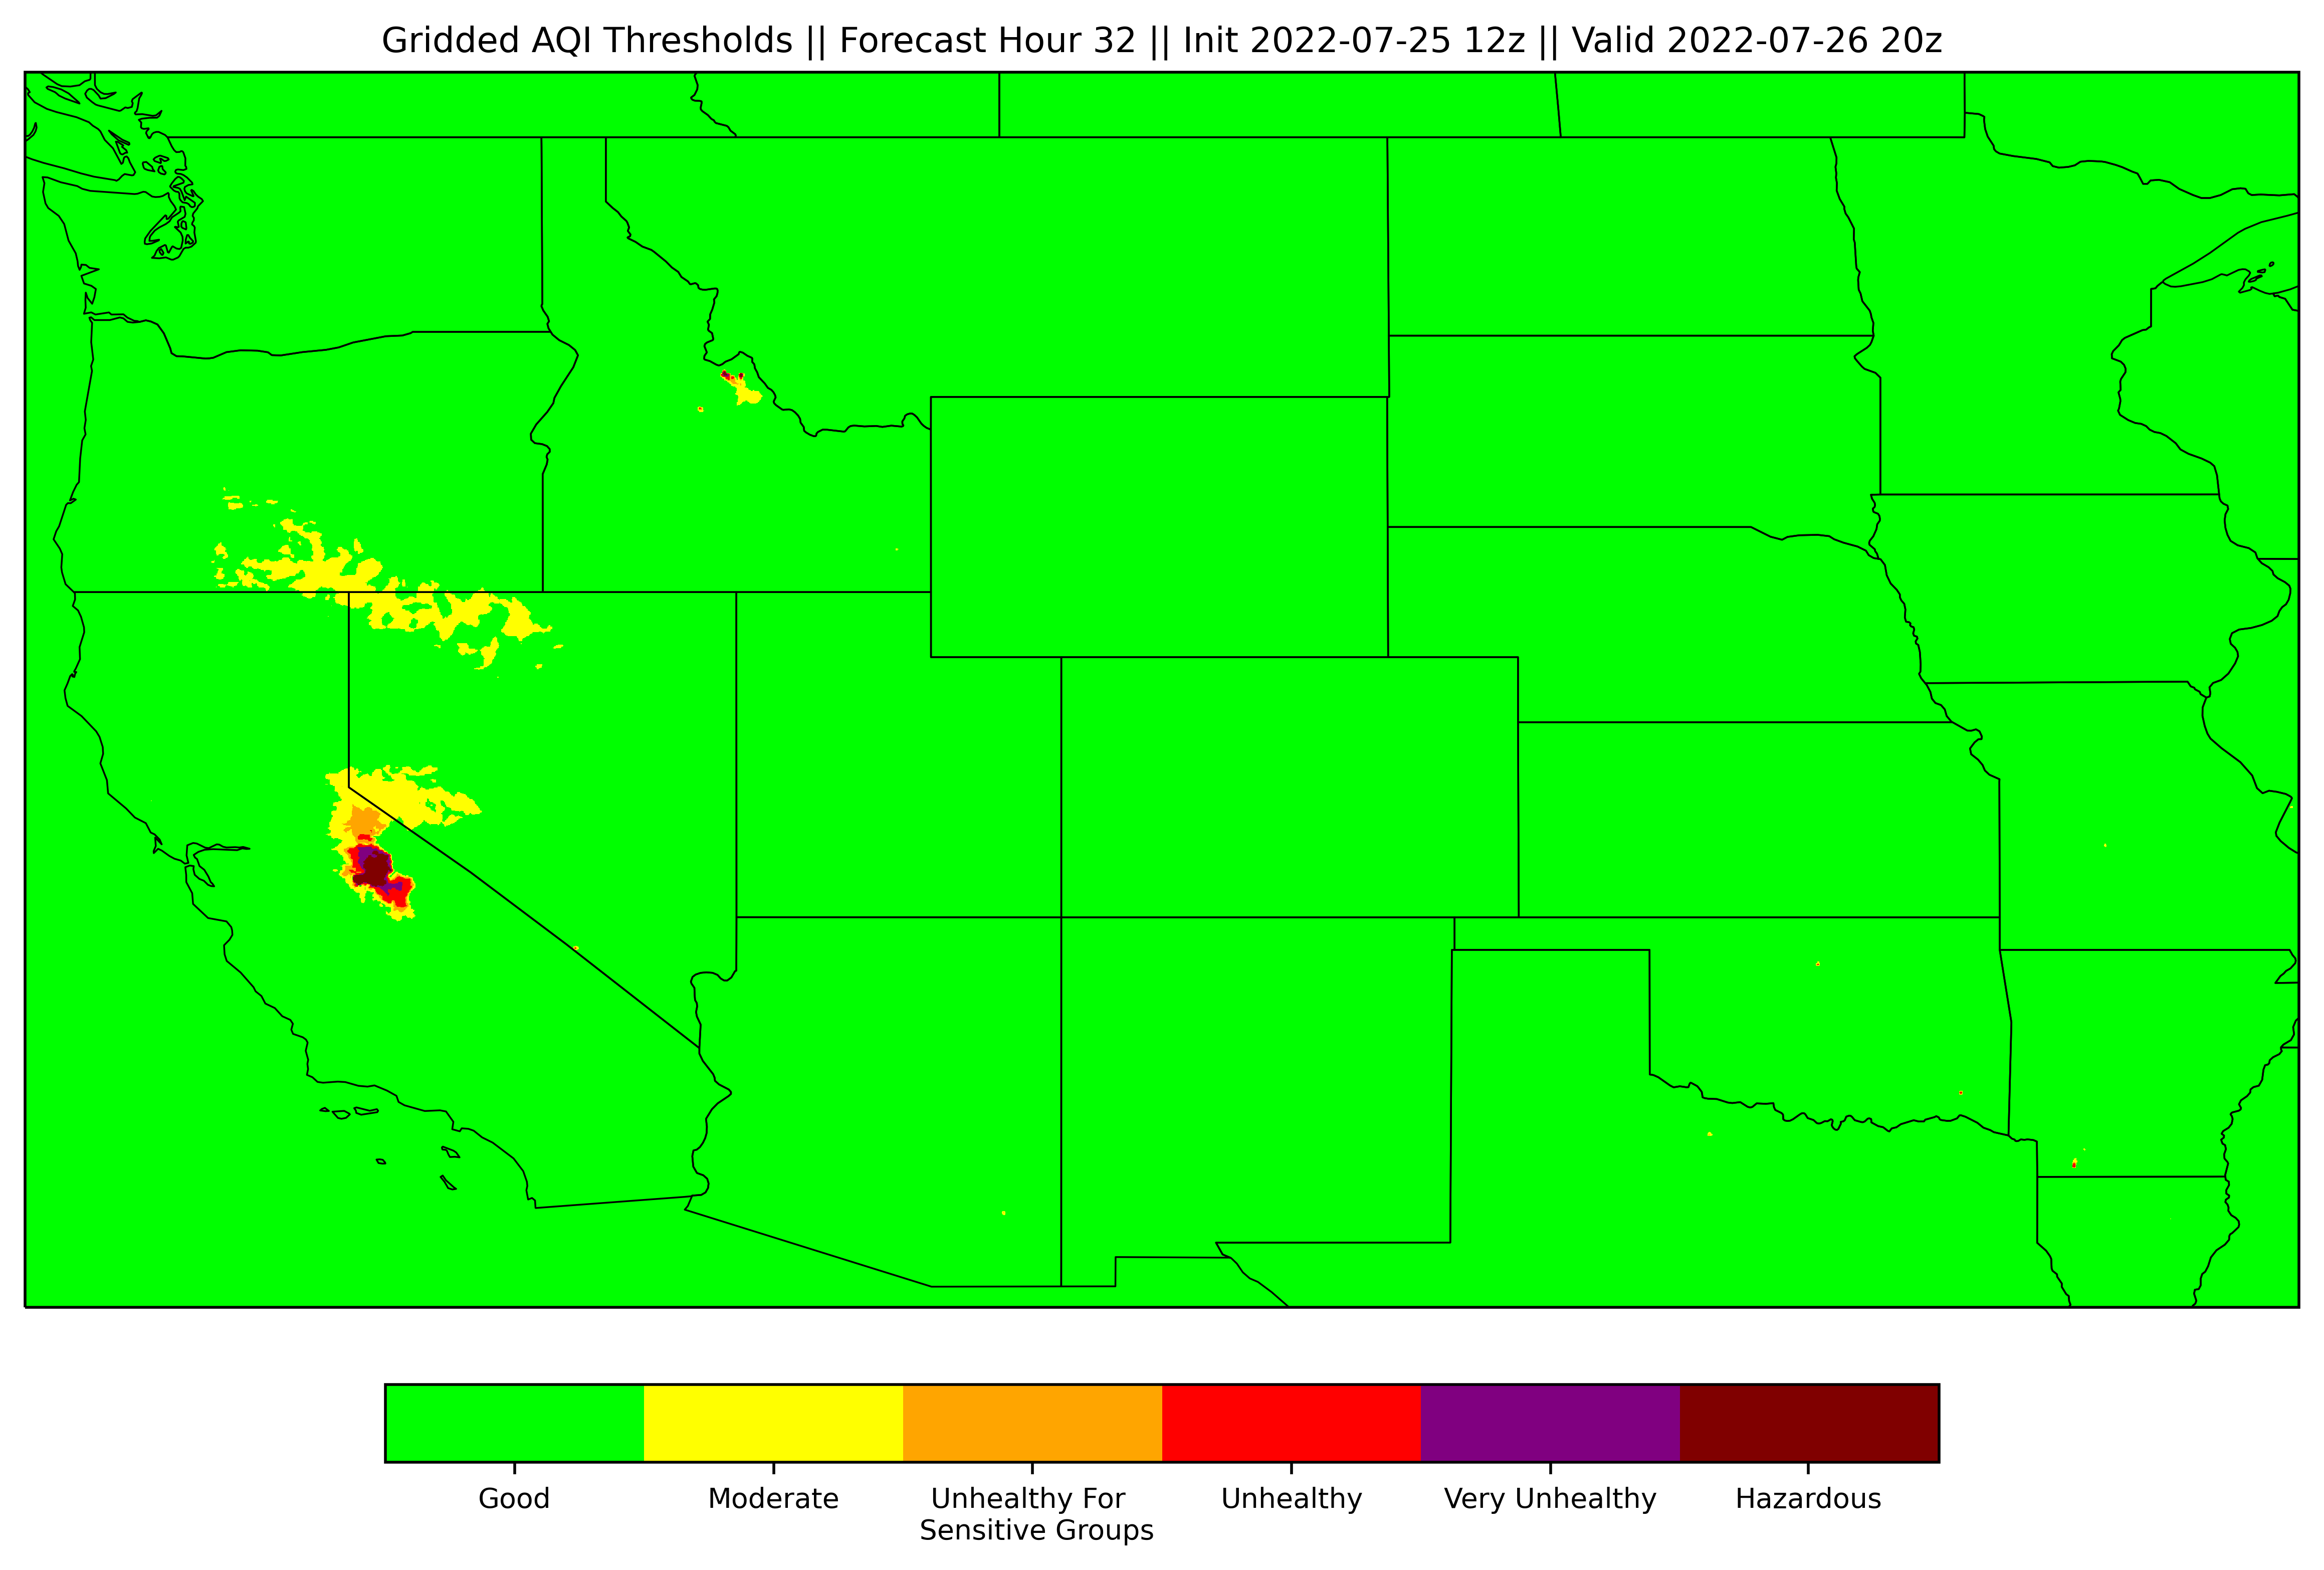 Gridded AQI Thresholds || Forecast Hour 32 || Init 2022-07-25 12z || Valid 2022-07-26 20z
Good
Moderate
Unhealthy For
Sensitive Groups
Unhealthy
Very Unhealthy
Hazardous